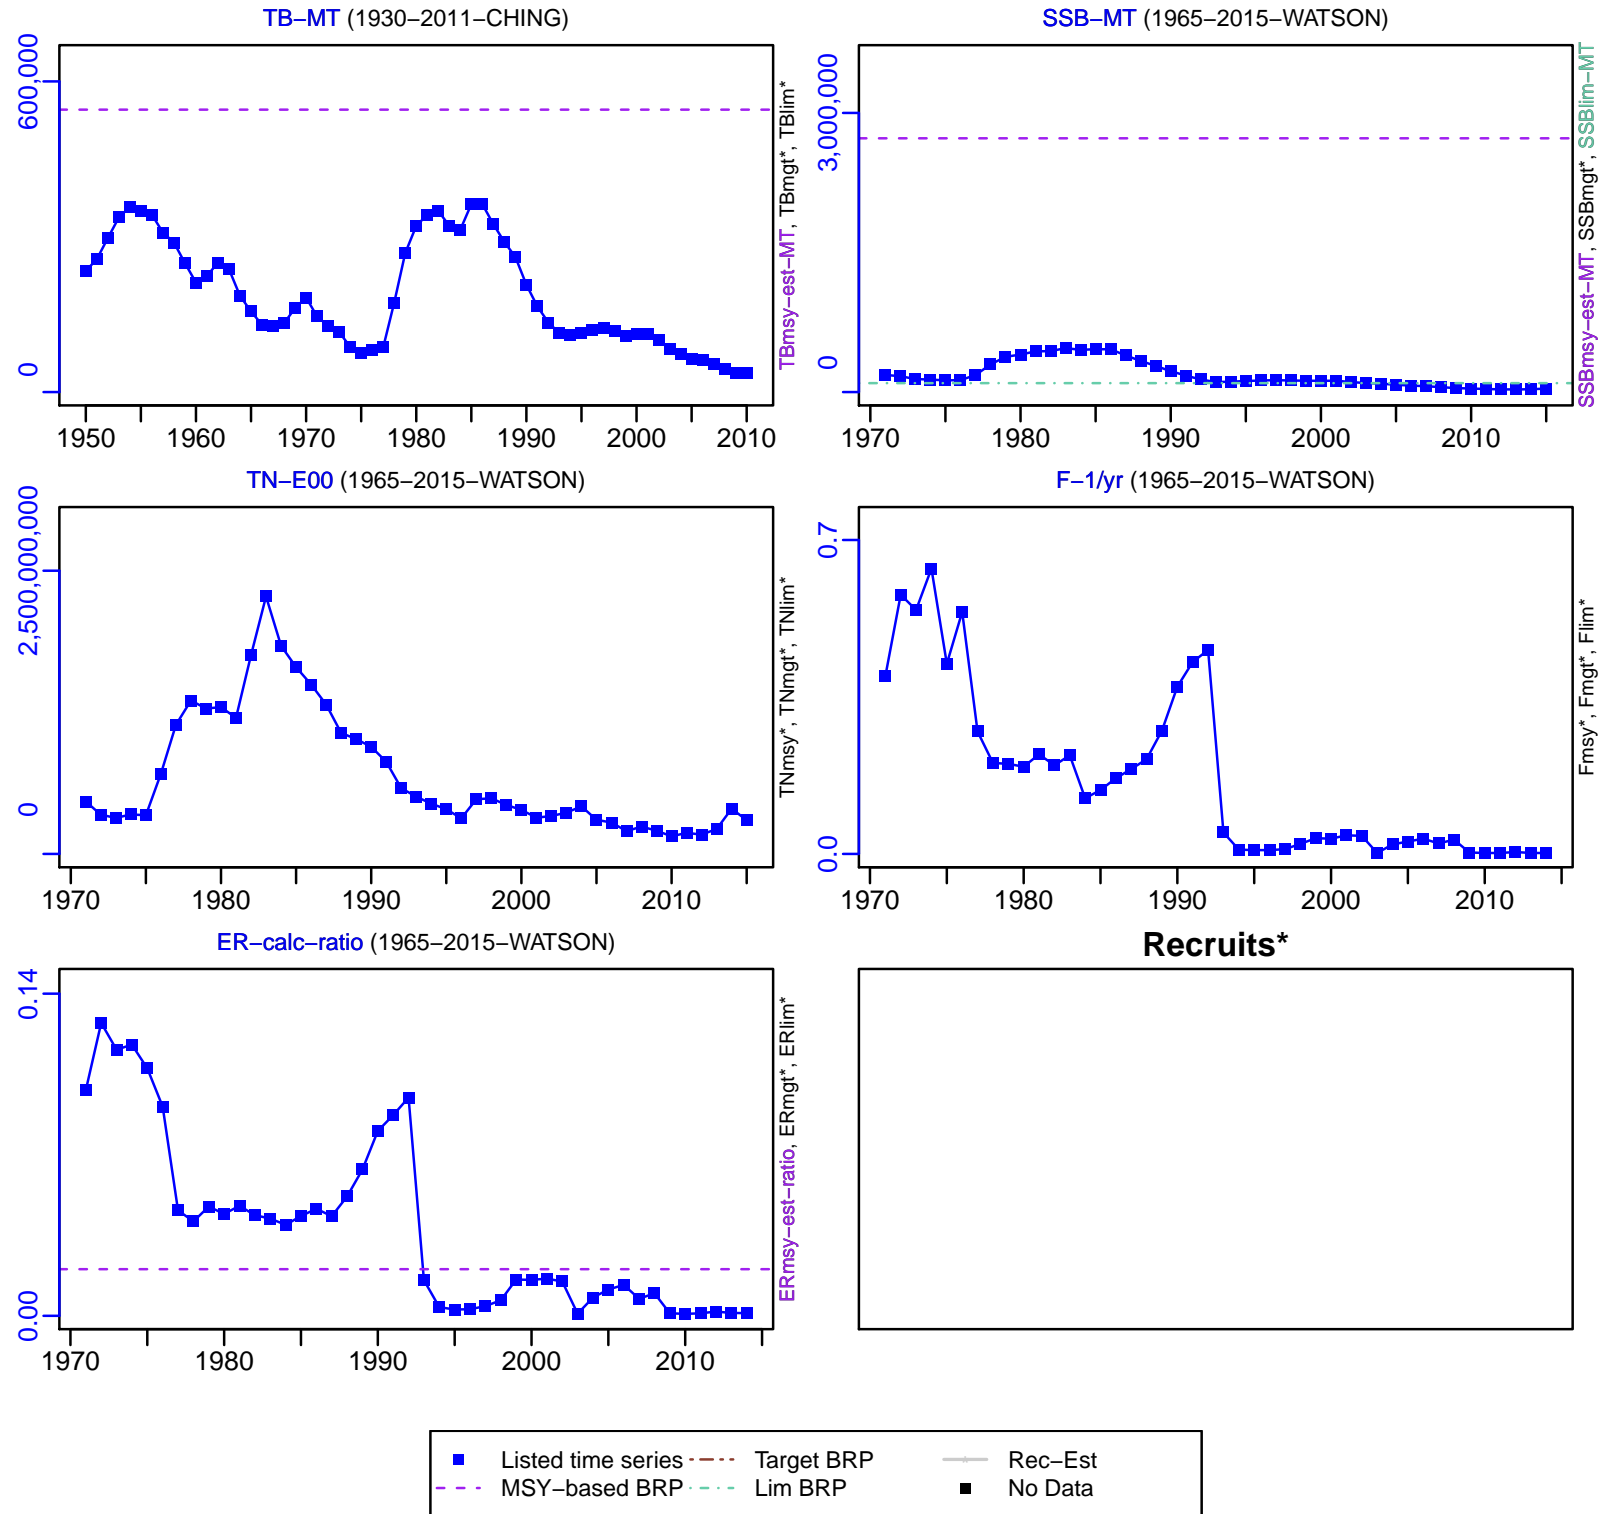 TB−MT (1930−2011−CHING)
600,000
0
1950 1960 1970 1980 1990 2000 2010
TBmsy−est−MT, TBmgt*, TBlim*
SSB−MT (1965−2015−WATSON)
3,000,000
0
1970 1980 1990 2000 2010
SSBmsy−est−MT, SSBmgt*, SSBlim−MT
TN−E00 (1965−2015−WATSON)
2,500,000,000
0
1970 1980 1990 2000 2010
TNmsy*, TNmgt*, TNlim*
F−1/yr (1965−2015−WATSON)
0.7
0.0
1970 1980 1990 2000 2010
Fmsy*, Fmgt*, Flim*
ER−calc−ratio (1965−2015−WATSON)
0.14
0.00
1970 1980 1990 2000 2010
ERmsy−est−ratio, ERmgt*, ERlim*
Recruits*
Listed time series Target BRP Rec−Est
MSY−based BRP Lim BRP No Data